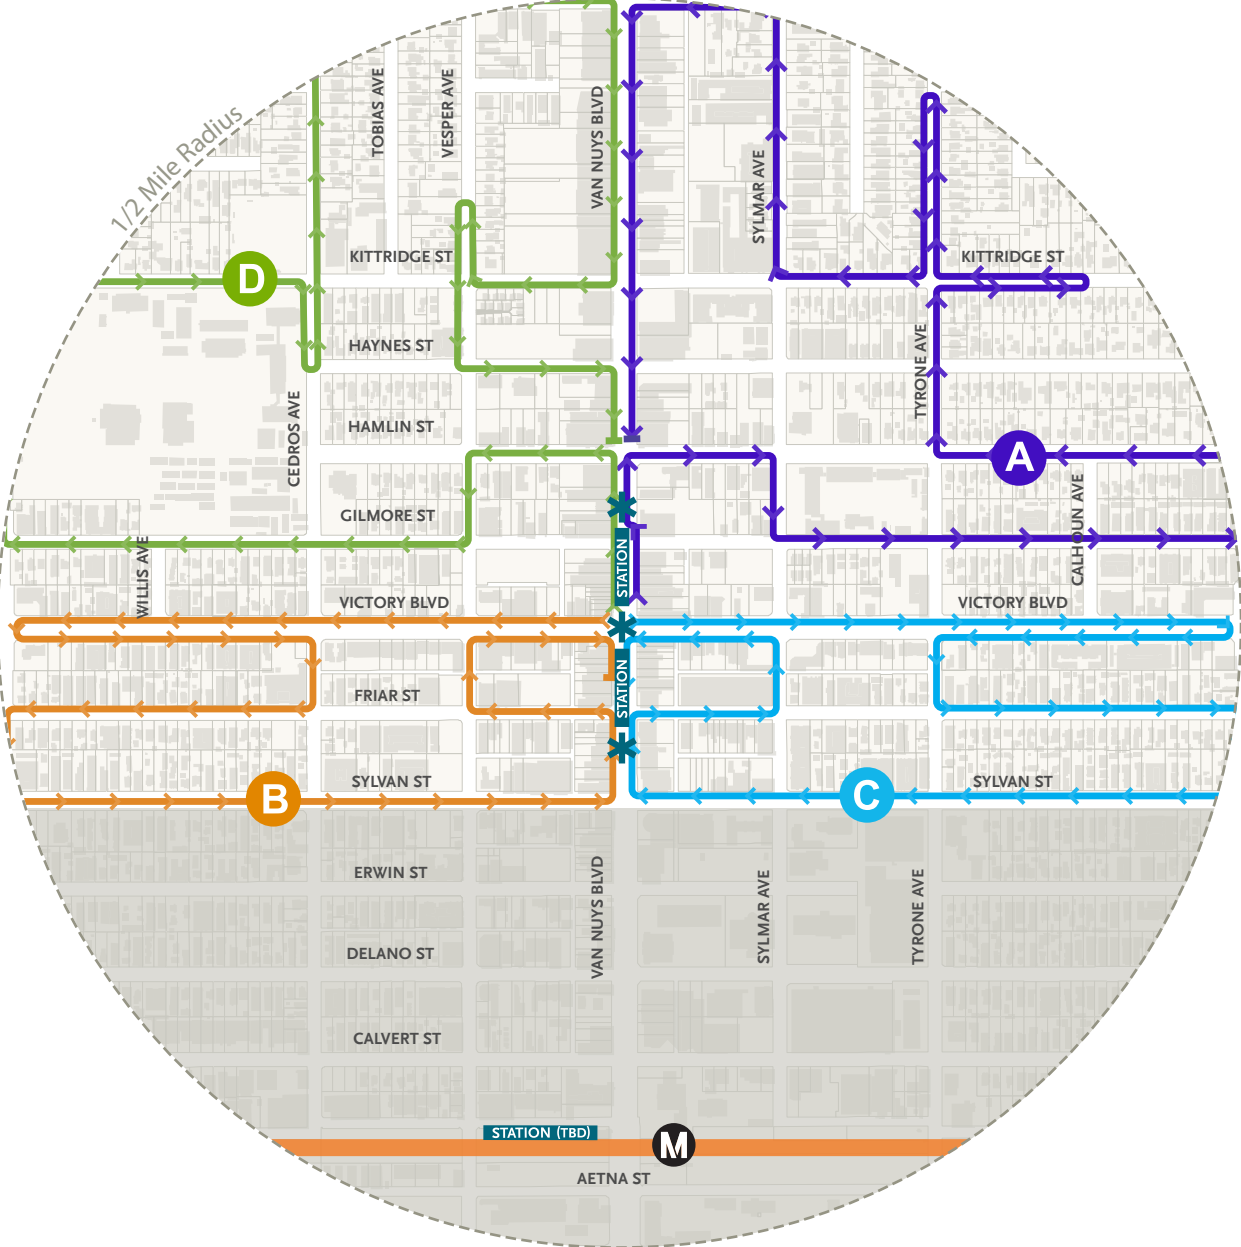 1/2 Mile Radius
TOBIAS AVE
VESPER AVE
VAN NUYS BLVD
SYLMAR AVE
KITTRIDGE ST
KITTRIDGE ST
D
HAYNES ST
TYRONE AVE
CEDROS AVE
HAMLIN ST
A
GILMORE ST
CALHOUN AVE
WILLIS AVE
STATION
VICTORY BLVD
VICTORY BLVD
STATION
FRIAR ST
SYLVAN ST
SYLVAN ST
B
C
ERWIN ST
VAN NUYS BLVD
SYLMAR AVE
TYRONE AVE
DELANO ST
CALVERT ST
STATION (TBD)
M
AETNA ST